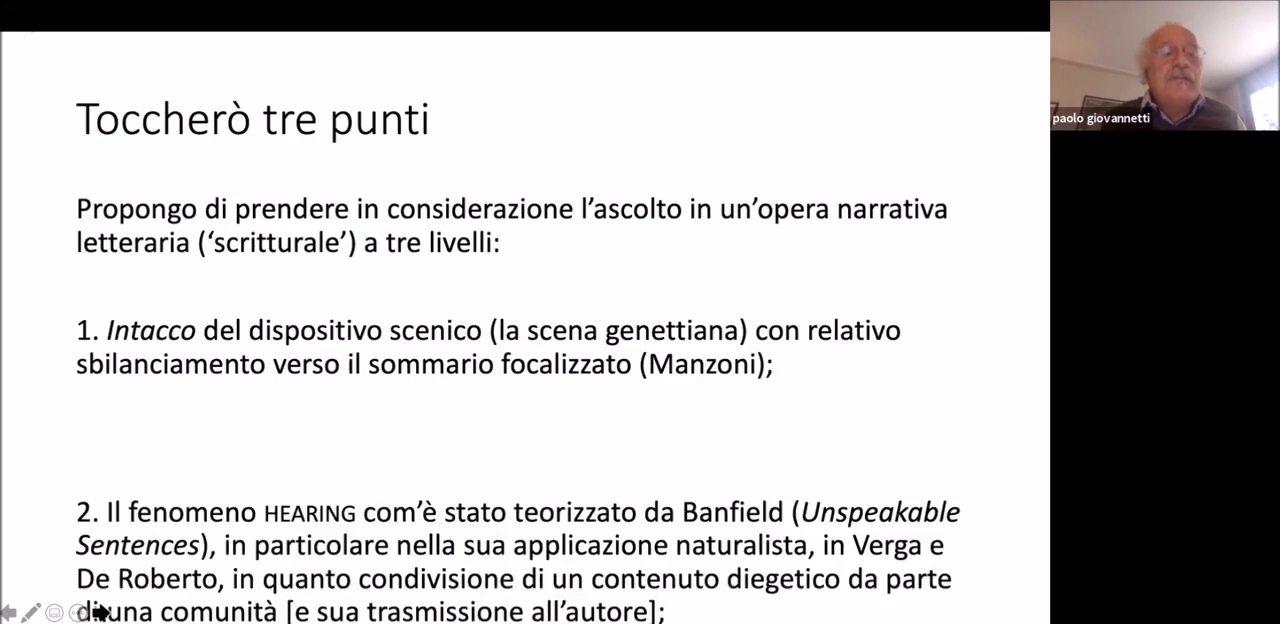 Toccherò tre punti
Propongo di prendere in considerazione l’ascolto in un’opera narrativa
letteraria (‘scritturale’) a tre livelli:
1. Intacco del dispositivo scenico (la scena genettiana) con relativo
sbilanciamento verso il sommario focalizzato (Manzoni);
2. Il fenomeno HEARING com’è stato teorizzato da Banfield (Unspeakable
Sentences), in particolare nella sua applicazione naturalista, in Verga e
De Roberto, in quanto condivisione di un contenuto diegetico da parte
di una comunità [e sua trasmissione all’autore];
paolo giovannetti